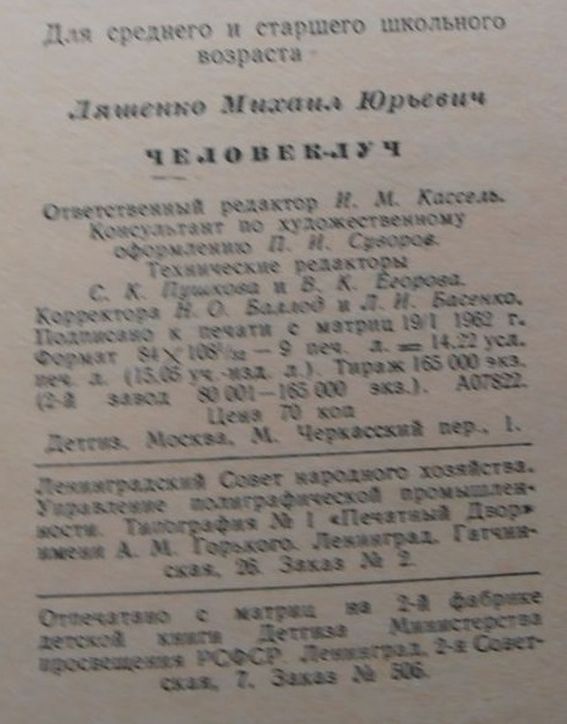 Для среднего и старшего школьного
возраста
Ляшенко Михаил Юрьевич
ЧЕЛОВЕК-ЛУЧ
Ответственный редактор Н. М. Кассель.
Консультант по художественному
оформлению П. И. Суворов.
Технические редакторы
С. К. Пушкова и В. К. Егорова.
Корректора Н. О. Баллод и Л. И. Басенко.
Подписано к печати с матриц 19/I 1962 г.
Формат 84×108¹/₃₂ — 9 печ. л. = 14,22 усл.
печ. л. (15,05 уч.-изд. л.). Тираж 165 000 экз.
(2-й завод 80 001—165 000 экз.). А07822.
Цена 70 коп
Детгиз. Москва, М. Черкасский пер., 1.
Ленинградский Совет народного хозяйства.
Управление полиграфической промышлен-
ности. Типография № 1 «Печатный Двор»
имени А. М. Горького. Ленинград, Гатчин-
ская, 26. Заказ № 2.
Отпечатано с матриц на 2-й фабрике
детской книги Детгиза Министерства
просвещения РСФСР. Ленинград, 2-я Совет-
ская, 7. Заказ № 506.